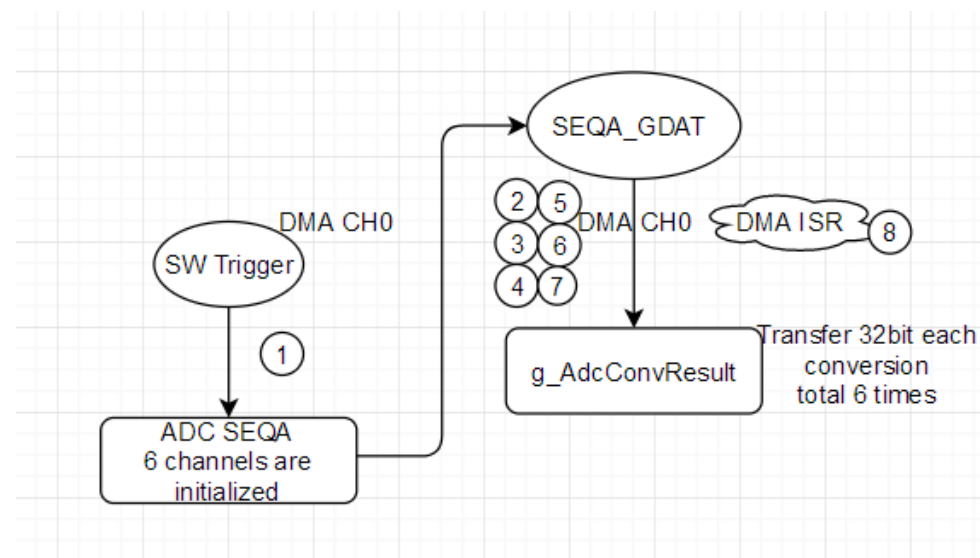 SEQA_GDAT
DMA CH0
SW Trigger
1
ADC SEQA
6 channels are
initialized
2 5
3 6
4 7
DMA CH0
DMA ISR
8
g_AdcConvResult
Transfer 32bit each
conversion
total 6 times